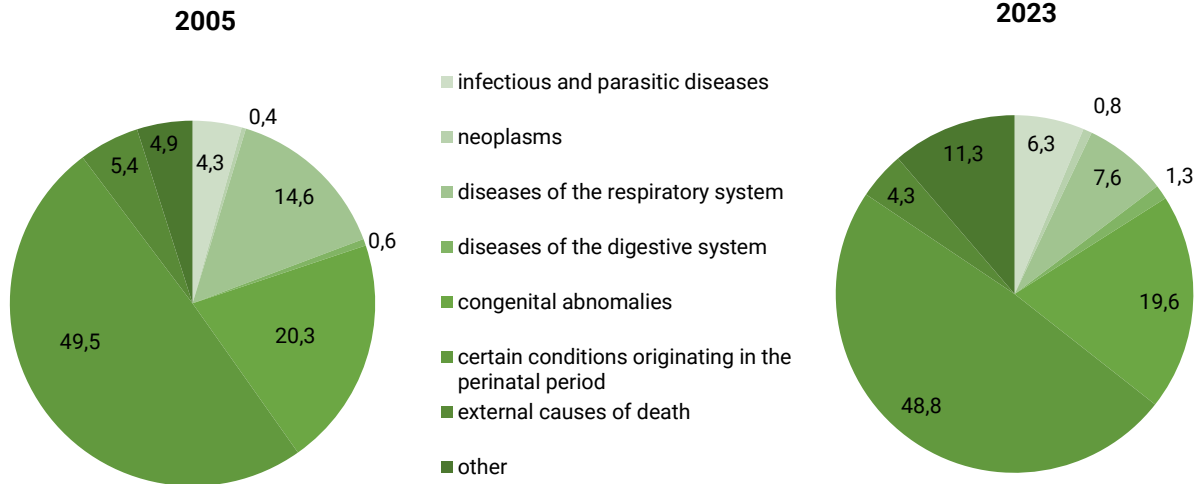 2005
2023
0,4
4,9
4,3
5,4
14,6
0,6
49,5
20,3
infectious and parasitic diseases
neoplasms
diseases of the respiratory system
diseases of the digestive system
congenital abnomalies
certain conditions originating in the
perinatal period
external causes of death
other
0,8
6,3
11,3
7,6
1,3
4,3
19,6
48,8